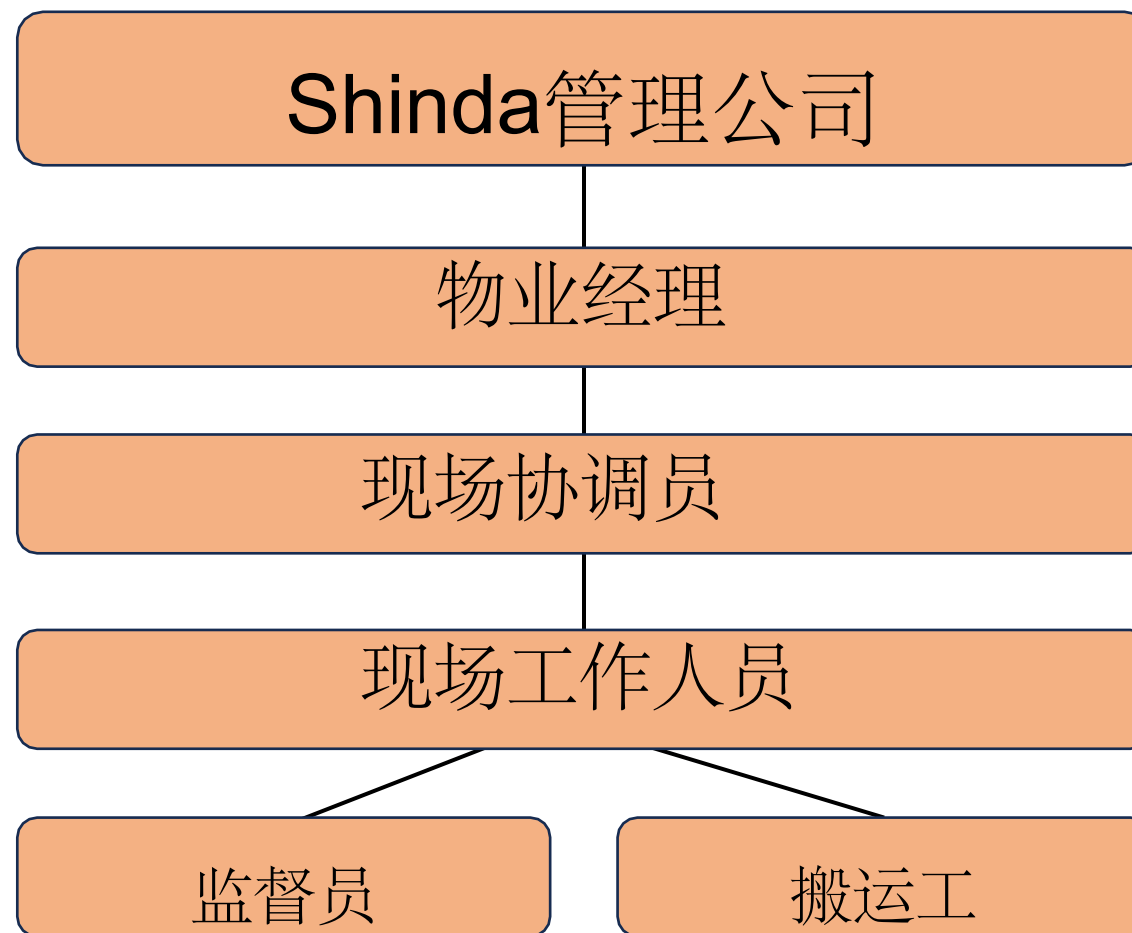 Shinda管理公司
物业经理
现场协调员
现场工作人员
监督员
搬运工